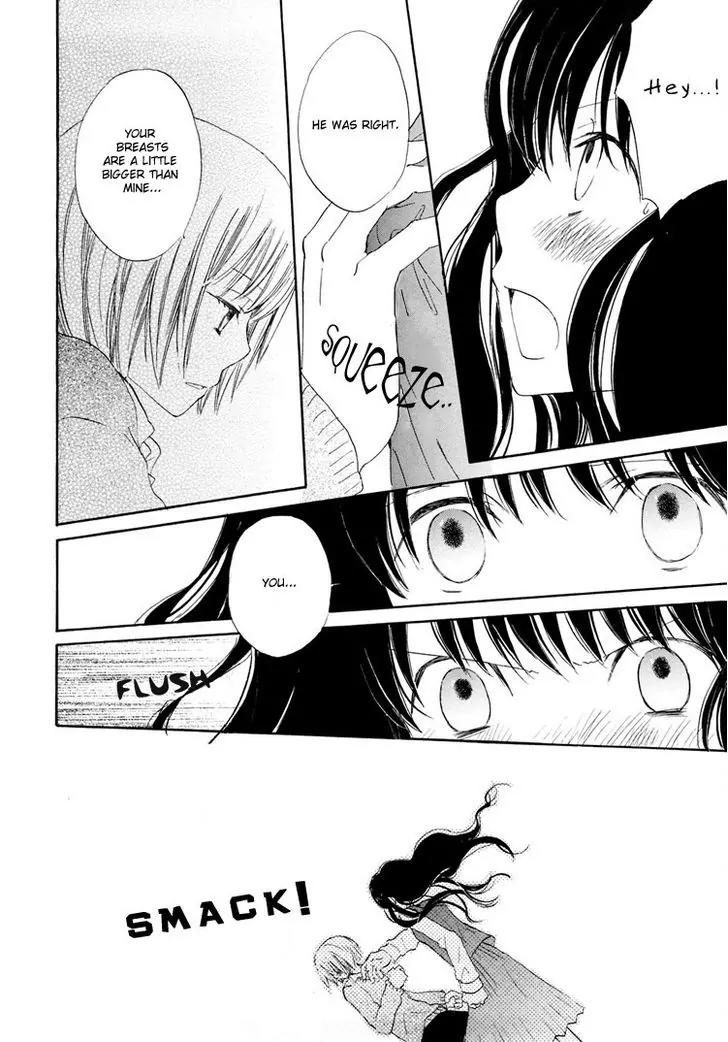 Hey...!
HE WAS RIGHT.
SQUEEZE..
YOUR
BREASTS
ARE A LITTLE
BIGGER THAN
MINE...
YOU...
FLUSH
SMACK!